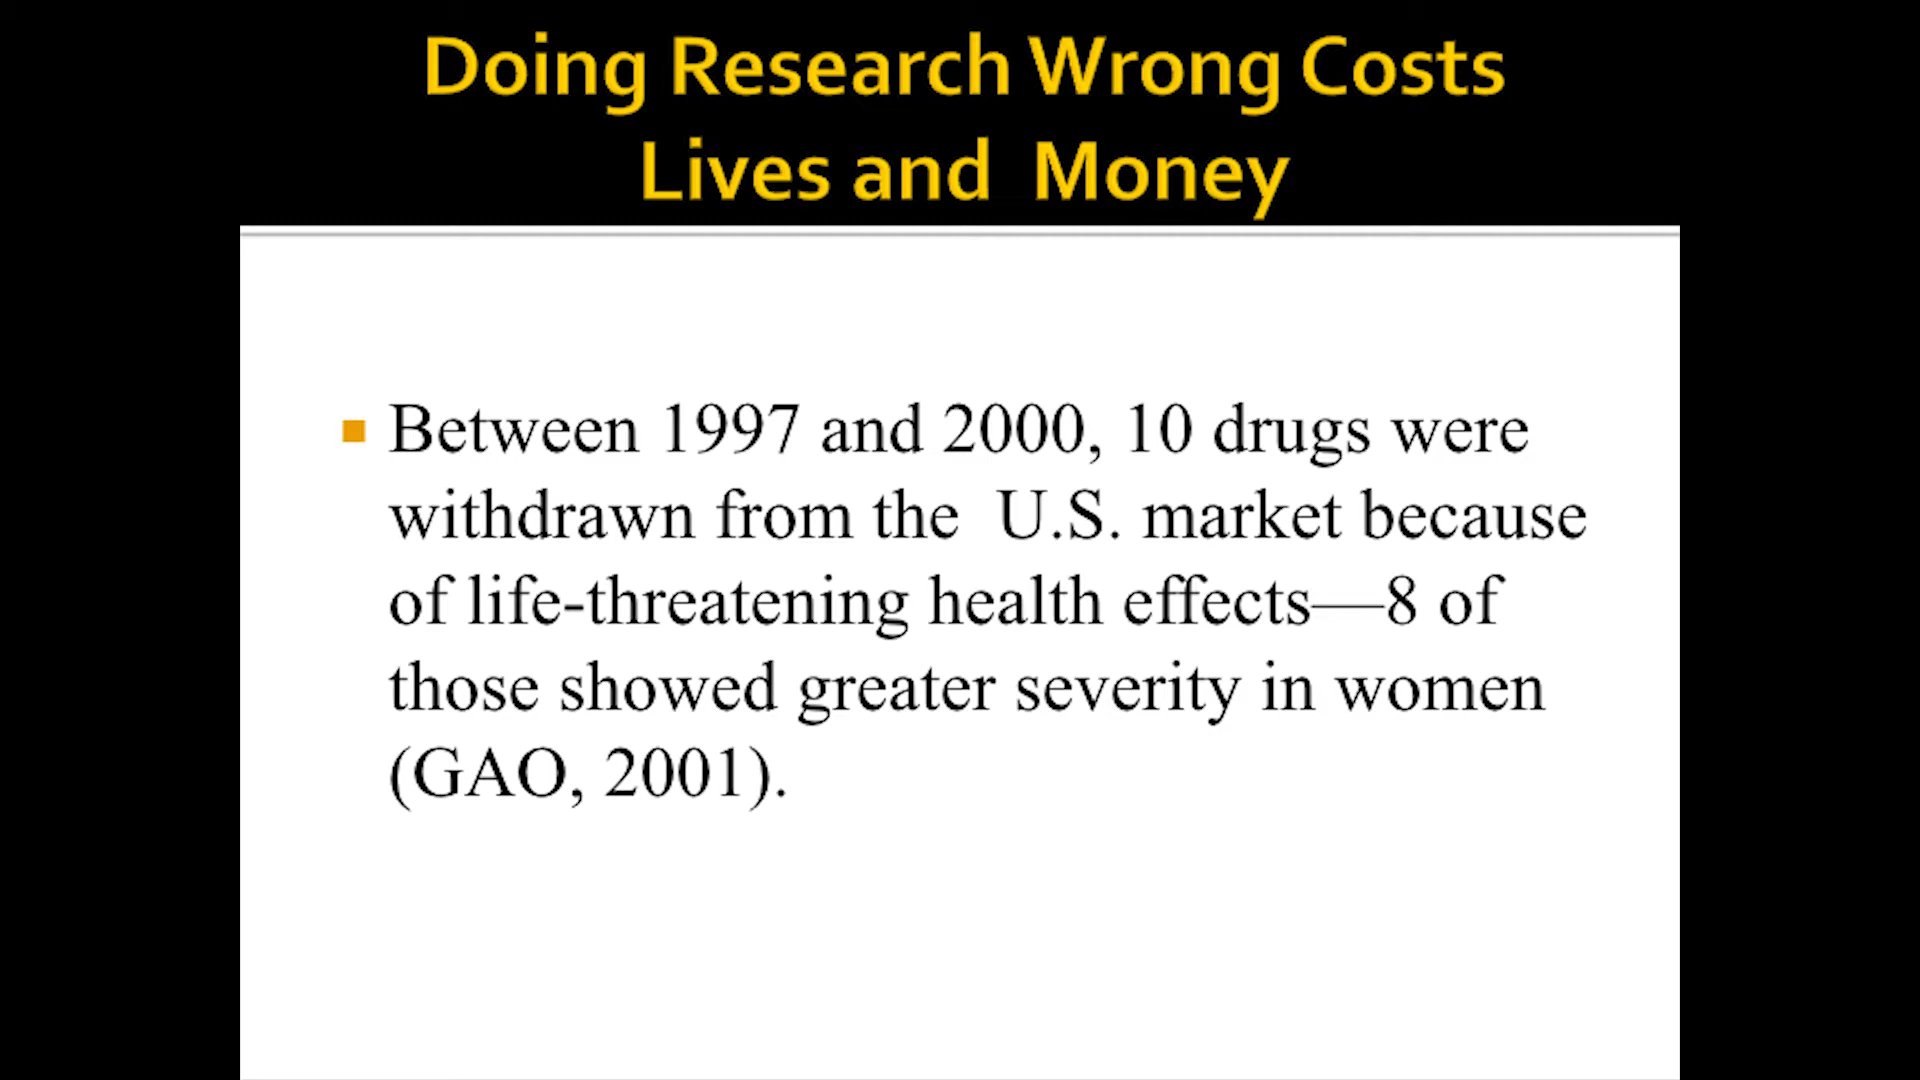 Doing Research Wrong Costs
Lives and  Money
Between 1997 and 2000, 10 drugs were
withdrawn from the  U.S. market because
of life-threatening health effects—8 of
those showed greater severity in women
(GAO, 2001).